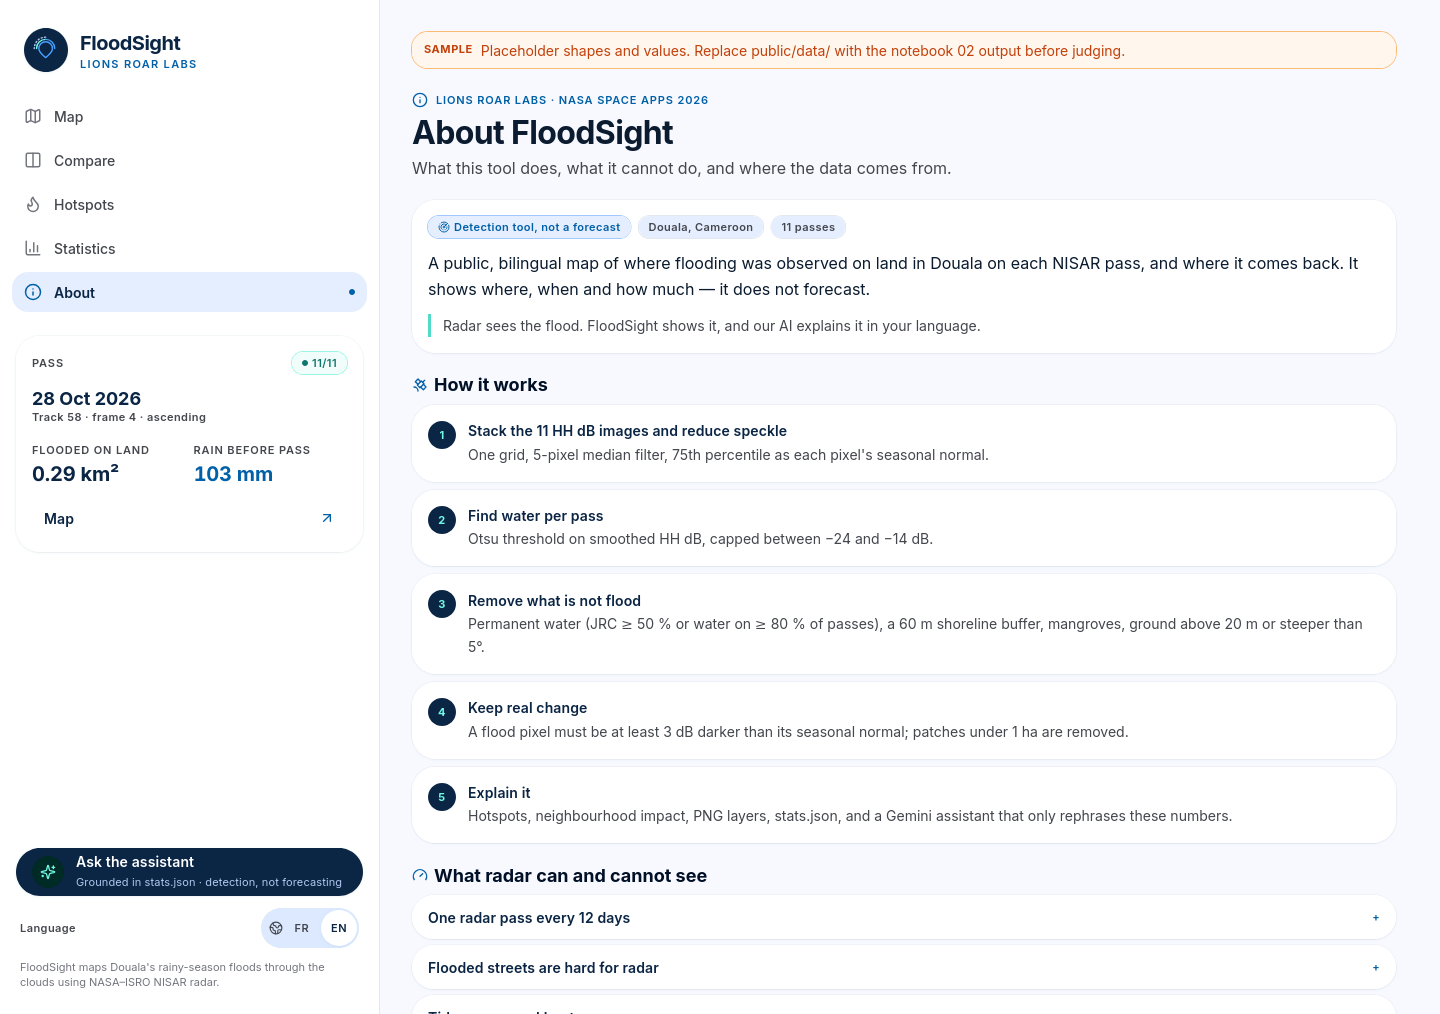 FloodSight
LIONS ROAR LABS
Map
Compare
Hotspots
Statistics
About
PASS
11/11
28 Oct 2026
Track 58 · frame 4 · ascending
FLOODED ON LAND
0.29 km²
RAIN BEFORE PASS
103 mm
Map
Ask the assistant
Grounded in stats.json · detection, not forecasting
Language
FR
EN
FloodSight maps Douala's rainy-season floods through the
clouds using NASA–ISRO NISAR radar.
SAMPLE Placeholder shapes and values. Replace public/data/ with the notebook 02 output before judging.
LIONS ROAR LABS · NASA SPACE APPS 2026
About FloodSight
What this tool does, what it cannot do, and where the data comes from.
Detection tool, not a forecast
Douala, Cameroon
11 passes
A public, bilingual map of where flooding was observed on land in Douala on each NISAR pass, and where it comes back. It
shows where, when and how much — it does not forecast.
Radar sees the flood. FloodSight shows it, and our AI explains it in your language.
How it works
1
Stack the 11 HH dB images and reduce speckle
One grid, 5-pixel median filter, 75th percentile as each pixel's seasonal normal.
2
Find water per pass
Otsu threshold on smoothed HH dB, capped between −24 and −14 dB.
3
Remove what is not flood
Permanent water (JRC ≥ 50 % or water on ≥ 80 % of passes), a 60 m shoreline buffer, mangroves, ground above 20 m or steeper than
5°.
4
Keep real change
A flood pixel must be at least 3 dB darker than its seasonal normal; patches under 1 ha are removed.
5
Explain it
Hotspots, neighbourhood impact, PNG layers, stats.json, and a Gemini assistant that only rephrases these numbers.
What radar can and cannot see
One radar pass every 12 days
+
Flooded streets are hard for radar
+